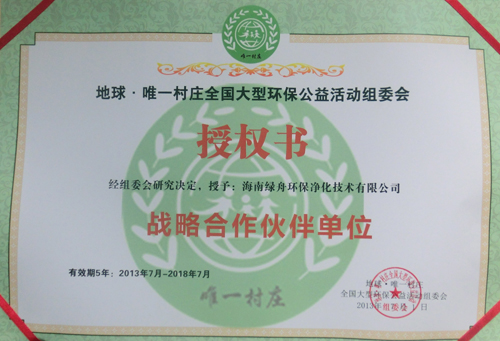 唯一村庄
地球·唯一村庄全国大型环保公益活动组委会
授权书
经组委会研究决定，授予：海南绿舟环保净化技术有限公司
战略合作伙伴单位
有效期5年：2013年7月-2018年7月
唯一村庄
地球·唯一村庄
全国大型环保公益活动组委会
组委会